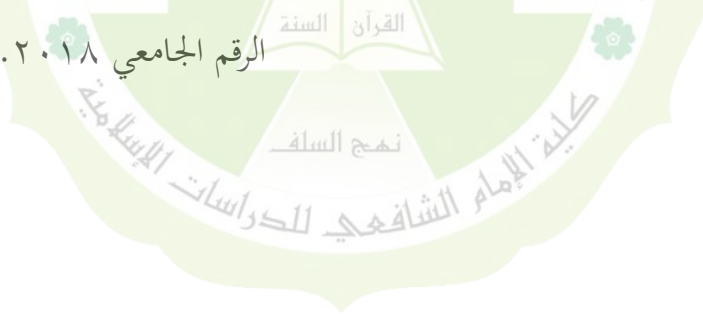 القرآن السنة
الرقم الجامعي ٢٠١٨.
نهج السلف
كلية الإمام الشافعي للدراسات الإسلامية